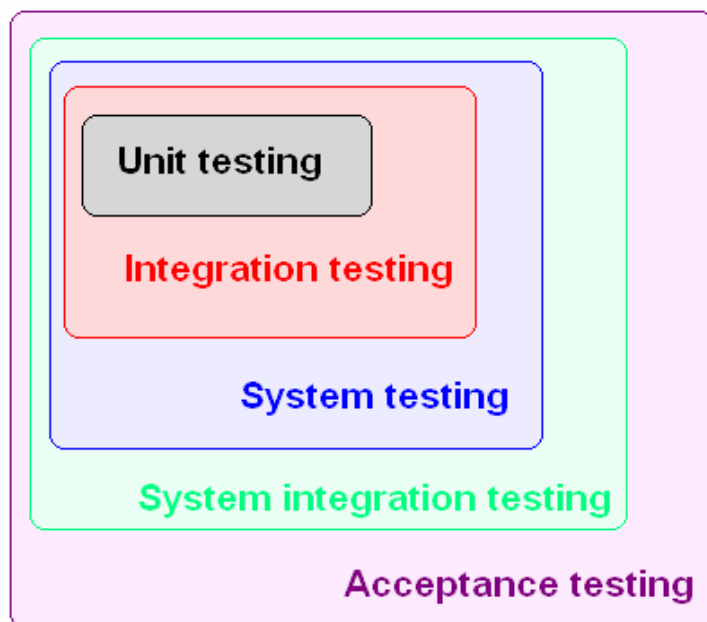 Unit testing
Integration testing
System testing
System integration testing
Acceptance testing